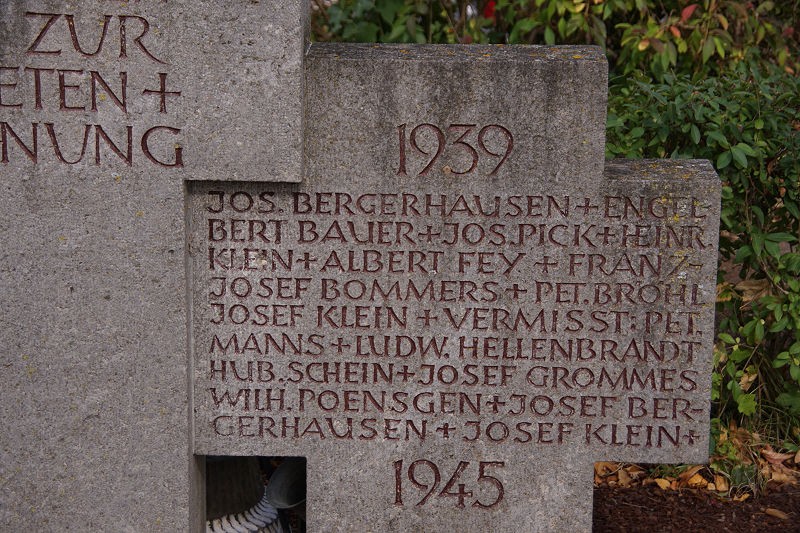 ZUR
ETEN +
NUNG
1939
JOS. BERGERHAUSEN + ENGEL-
BERT BAUER + JOS. PICK + HEINR.
KLEIN + ALBERT FEY + FRANZ-
JOSEF BOMMERS + PET. BRÖHL
JOSEF KLEIN + VERMISST: PET.
MANNS + LUDW. HELLENBRANDT
HUB. SCHEIN + JOSEF GROMMES
WILH. POENSGEN + JOSEF BER-
GERHAUSEN + JOSEF KLEIN +
1945